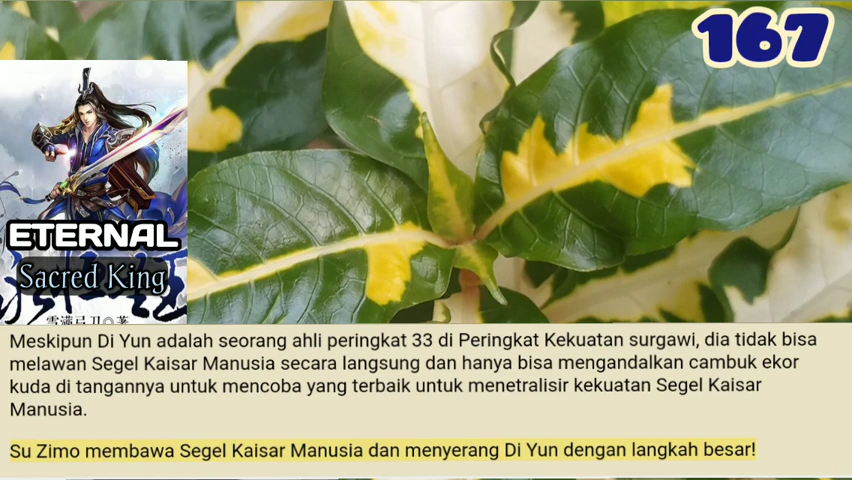 167
ETERNAL
Sacred King
Meskipun Di Yun adalah seorang ahli peringkat 33 di Peringkat Kekuatan surgawi, dia tidak bisa
melawan Segel Kaisar Manusia secara langsung dan hanya bisa mengandalkan cambuk ekor
kuda di tangannya untuk mencoba yang terbaik untuk menetralisir kekuatan Segel Kaisar
Manusia.
Su Zimo membawa Segel Kaisar Manusia dan menyerang Di Yun dengan langkah besar!